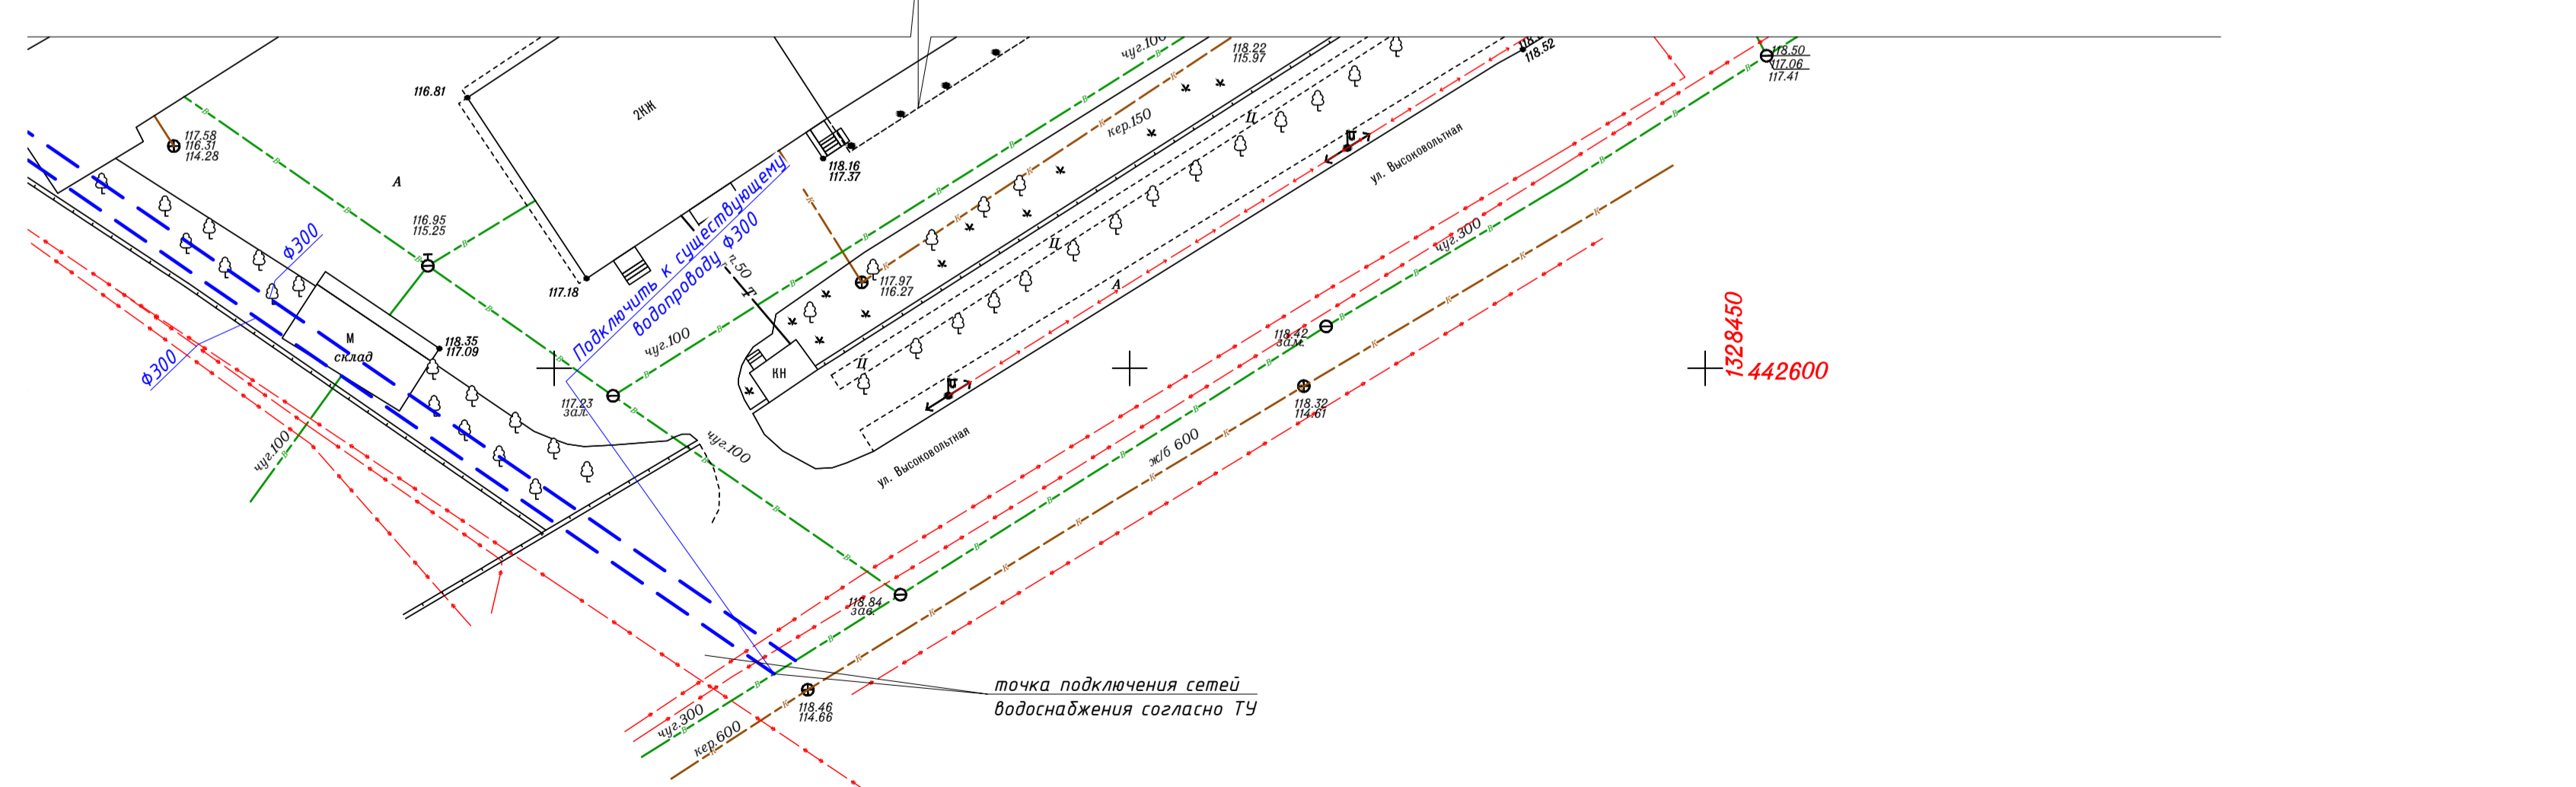 чуг.100
118.22
115.97
118.52
118.50
117.06
117.41
116.81
2КЖ
117.58
116.31
114.28
кер.150
Ц
ул. Высоковольтная
118.16
117.37
А
116.95
115.25
Ф300
Подключить к существующему
водопроводу Ф300
117.18
117.97
116.27
Ц
чуг.300
А
1328450
442600
118.42
зам.
М
склад
118.35
117.09
Ф300
чуг.100
КН
Ц
117.23
зал.
118.32
114.61
чуг.100
чуг.100
ж/б 600
ул. Высоковольтная
118.84
точка подключения сетей
водоснабжения согласно ТУ
118.46
114.66
чуг.300
кер.600